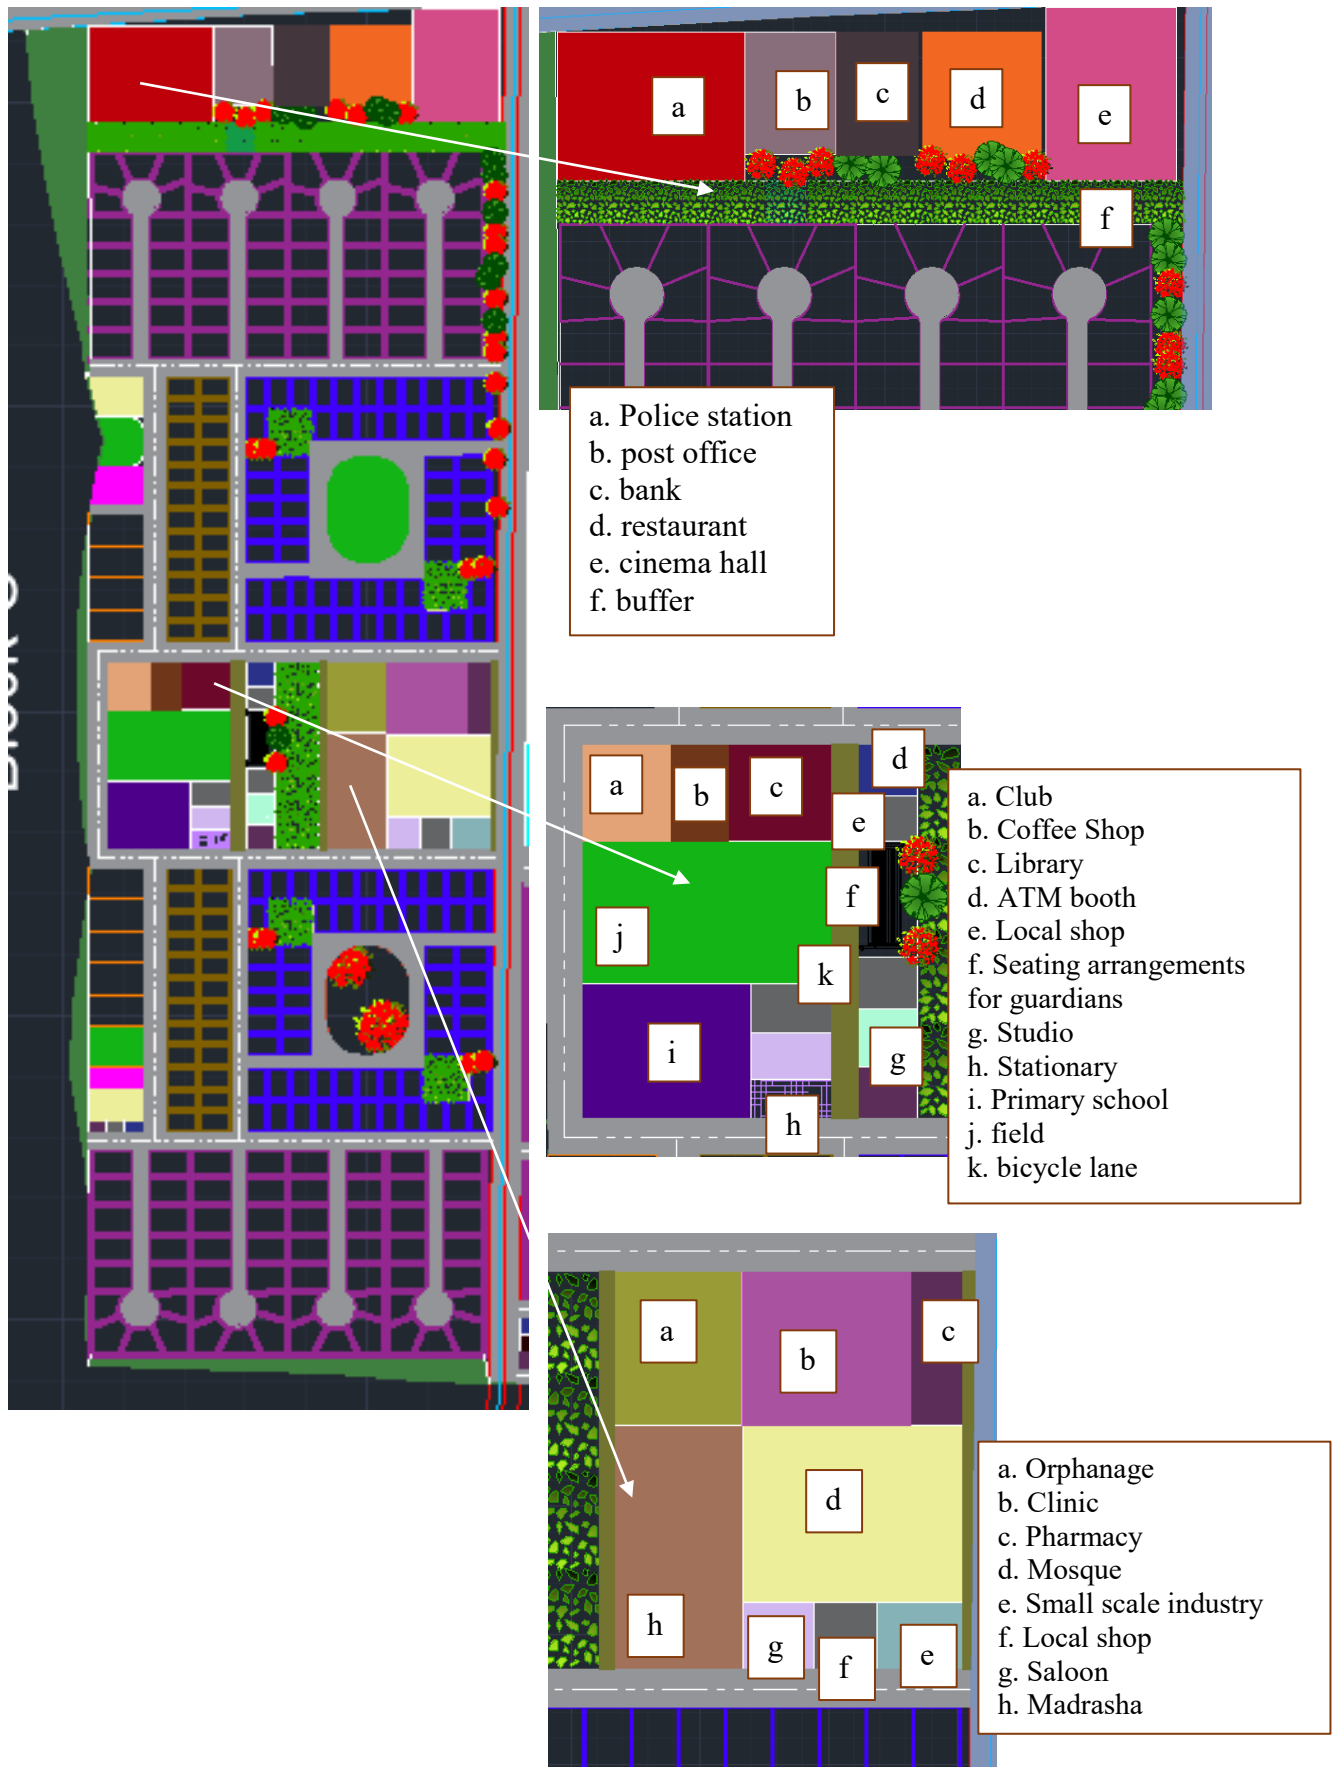 a
b
c
d
e
f
a. Police station
b. post office
c. bank
d. restaurant
e. cinema hall
f. buffer
a
b
c
d
e
f
j
k
i
g
h
a. Club
b. Coffee Shop
c. Library
d. ATM booth
e. Local shop
f. Seating arrangements
for guardians
g. Studio
h. Stationary
i. Primary school
j. field
k. bicycle lane
a
b
c
d
h
g
f
e
a. Orphanage
b. Clinic
c. Pharmacy
d. Mosque
e. Small scale industry
f. Local shop
g. Saloon
h. Madrasha